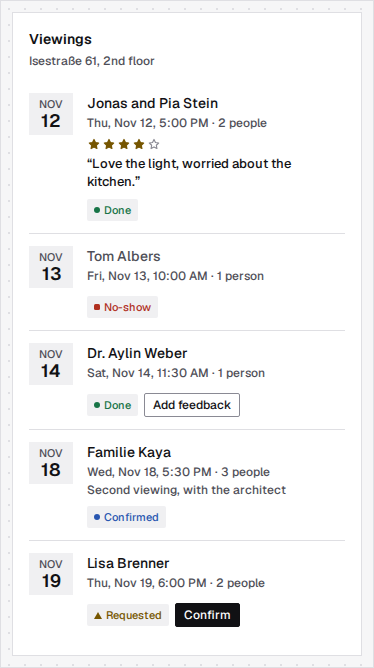 Viewings
Isestraße 61, 2nd floor
NOV
12
Jonas and Pia Stein
Thu, Nov 12, 5:00 PM · 2 people
“Love the light, worried about the
kitchen.”
Done
NOV
13
Tom Albers
Fri, Nov 13, 10:00 AM · 1 person
No-show
NOV
14
Dr. Aylin Weber
Sat, Nov 14, 11:30 AM · 1 person
Done
Add feedback
NOV
18
Familie Kaya
Wed, Nov 18, 5:30 PM · 3 people
Second viewing, with the architect
Confirmed
NOV
19
Lisa Brenner
Thu, Nov 19, 6:00 PM · 2 people
Requested
Confirm